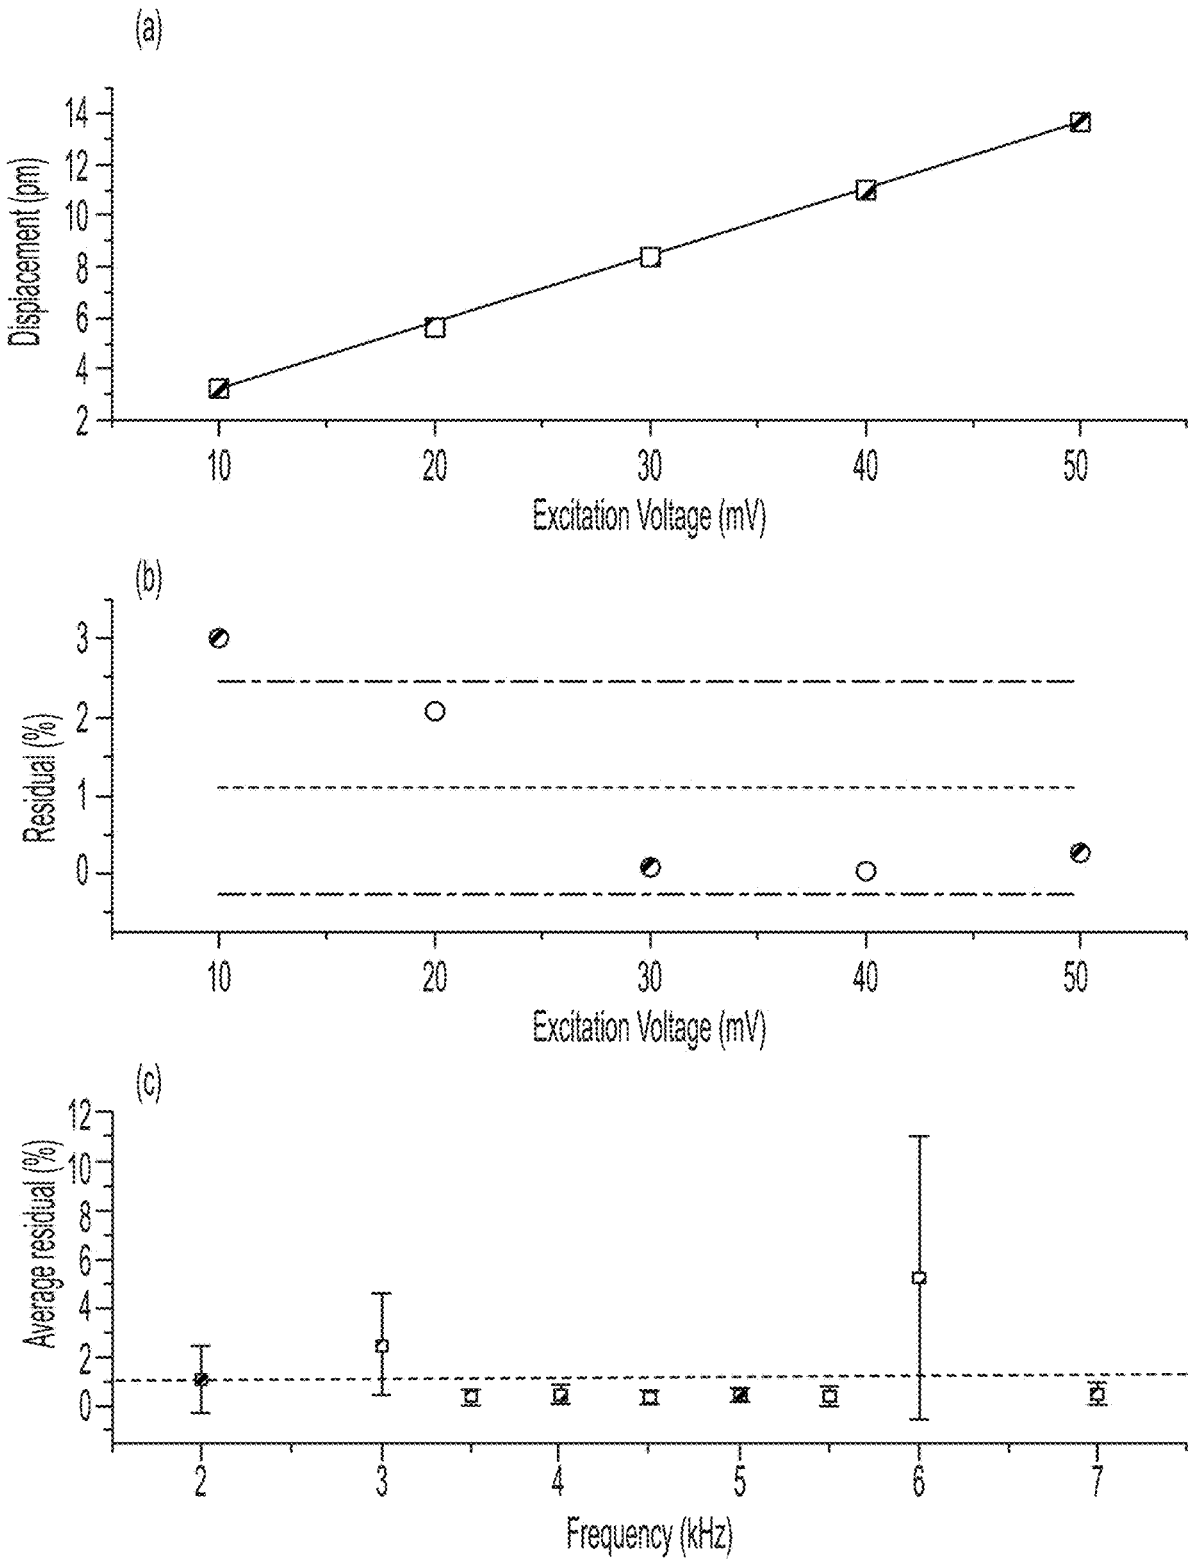 (a)
14
12
10
8
6
4
2
Displacement (pm)
10 20 30 40 50
Excitation Voltage (mV)
(b)
3
2
1
0
Residual (%)
10 20 30 40 50
Excitation Voltage (mV)
(c)
12
10
8
6
4
2
0
Average residual (%)
2 3 4 5 6 7
Frequency (kHz)